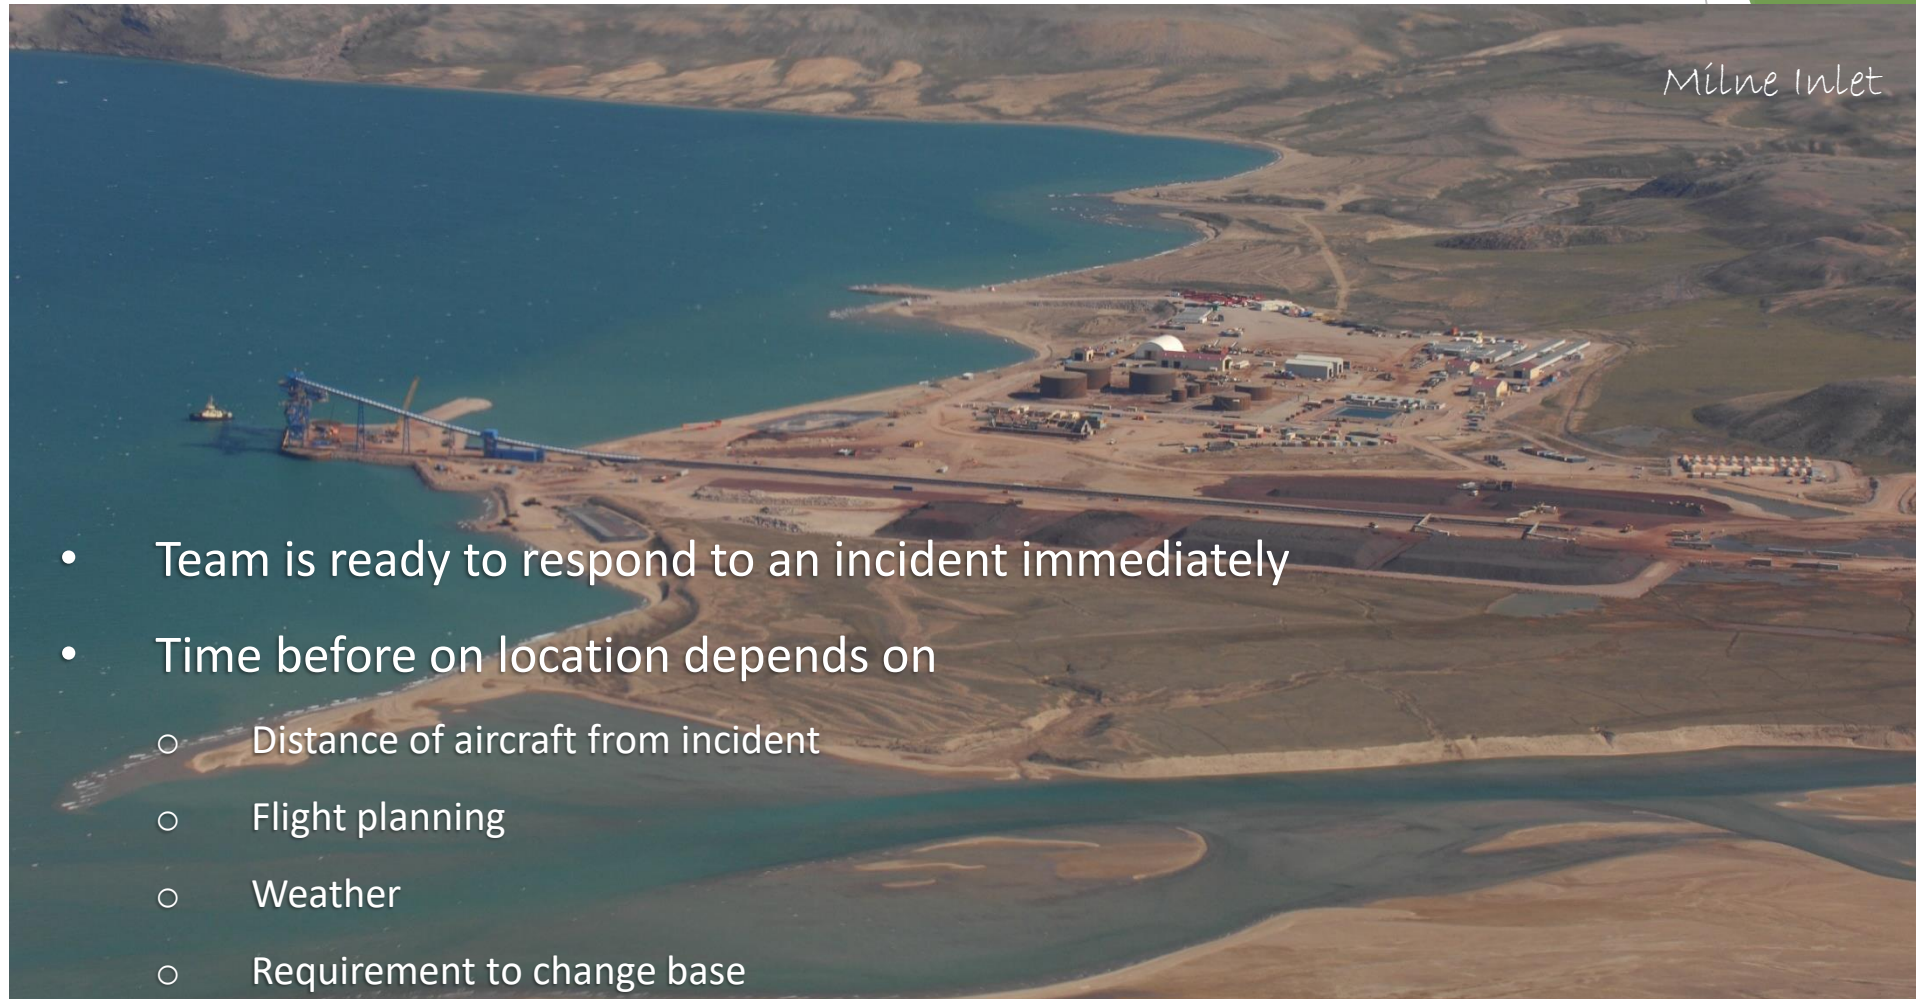 Milne Inlet
• Team is ready to respond to an incident immediately
• Time before on location depends on
o Distance of aircraft from incident
o Flight planning
o Weather
o Requirement to change base